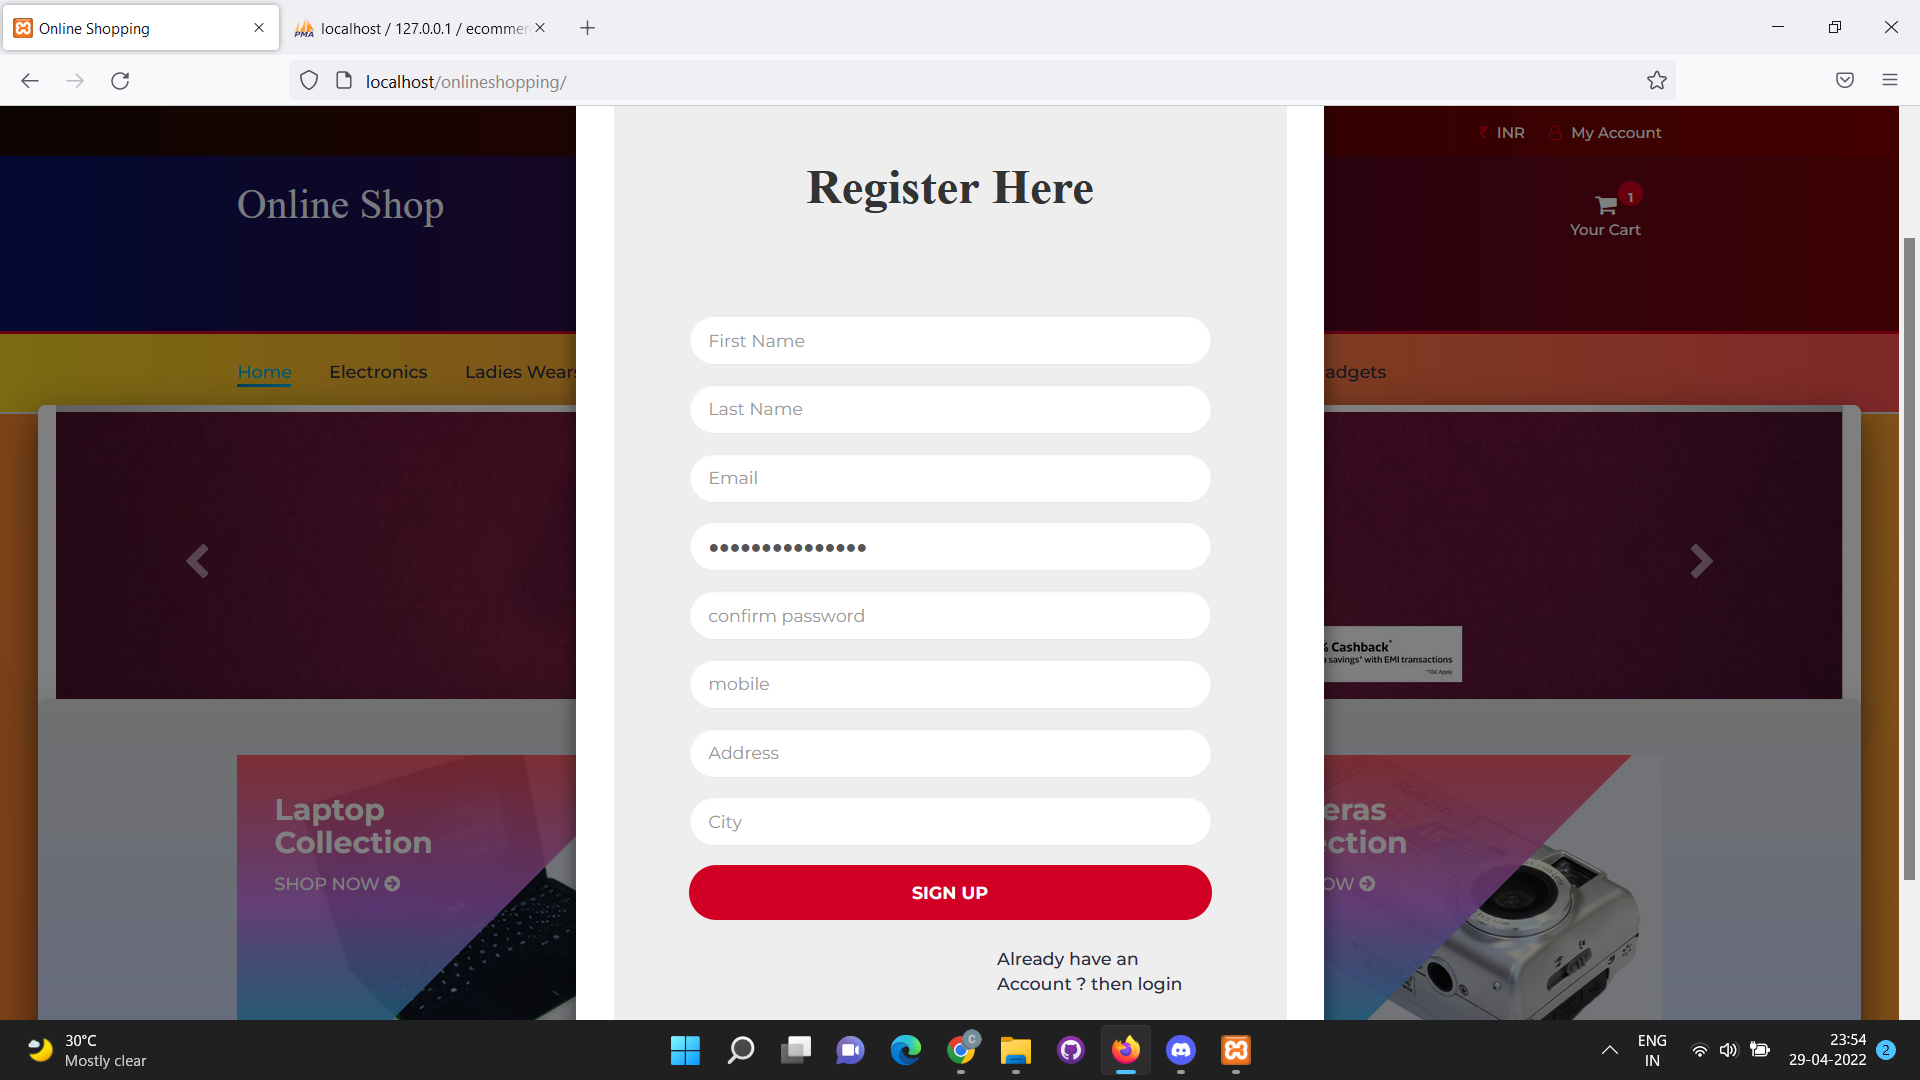 Online Shopping
localhost / 127.0.0.1 / ecommer
localhost/onlineshopping/
INR My Account
Online Shop
1
Your Cart
Register Here
Home Electronics Ladies Wears adgets
First Name
Last Name
Email
confirm password
mobile
Address
City
SIGN UP
Already have an
Account ? then login
% Cashback*
a savings* with EMI transactions
*T&C Apply
Laptop
Collection
SHOP NOW
eras
ection
OW
30°C
Mostly clear
ENG
IN
23:54
29-04-2022
2